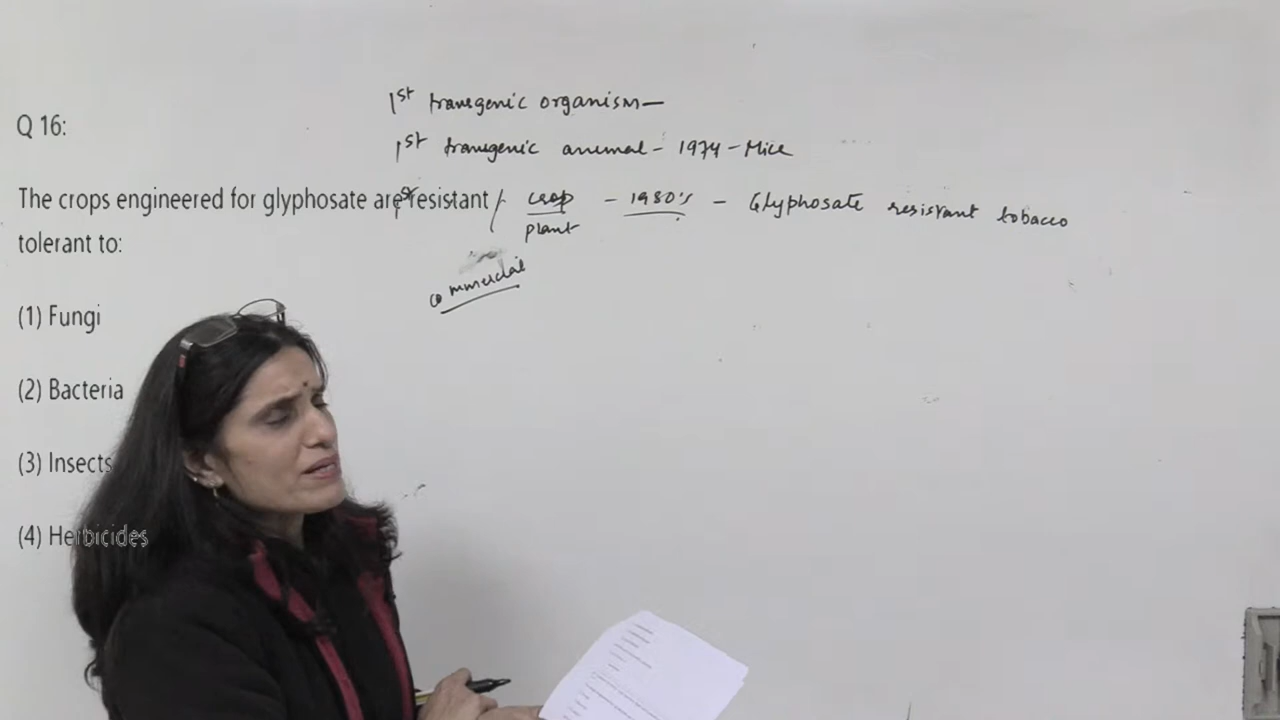 1st transgenic organism—
Q 16:
1st transgenic animal - 1974 - Mice
The crops engineered for glyphosate are resistant /
1st crop - 1980's - Glyphosate resistant tobacco
plant
tolerant to:
commercial
(1) Fungi
(2) Bacteria
(3) Insects
(4) Herbicides